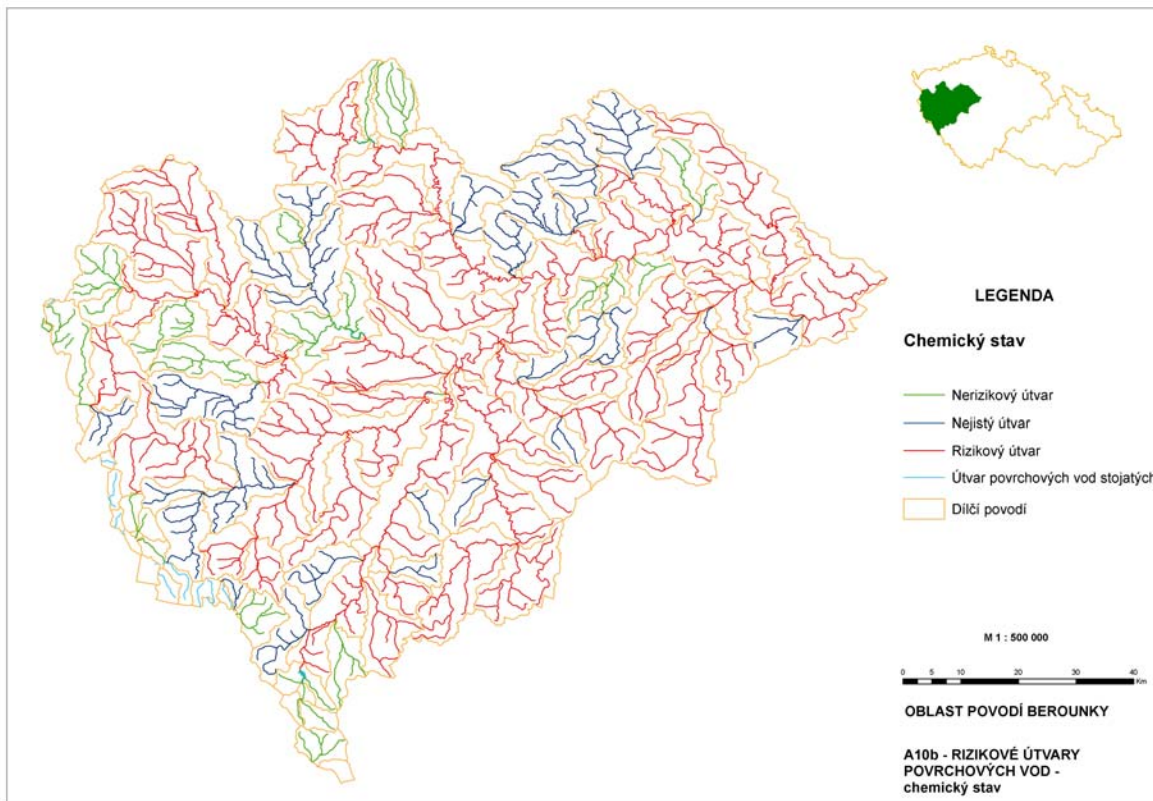 LEGENDA
Chemický stav
Nerizikový útvar
Nejistý útvar
Rizikový útvar
Útvar povrchových vod stojatých
Dílčí povodí
M 1 : 500 000
0 5 10 20 30 40
Km
OBLAST POVODÍ BEROUNKY
A10b - RIZIKOVÉ ÚTVARY
POVRCHOVÝCH VOD -
chemický stav